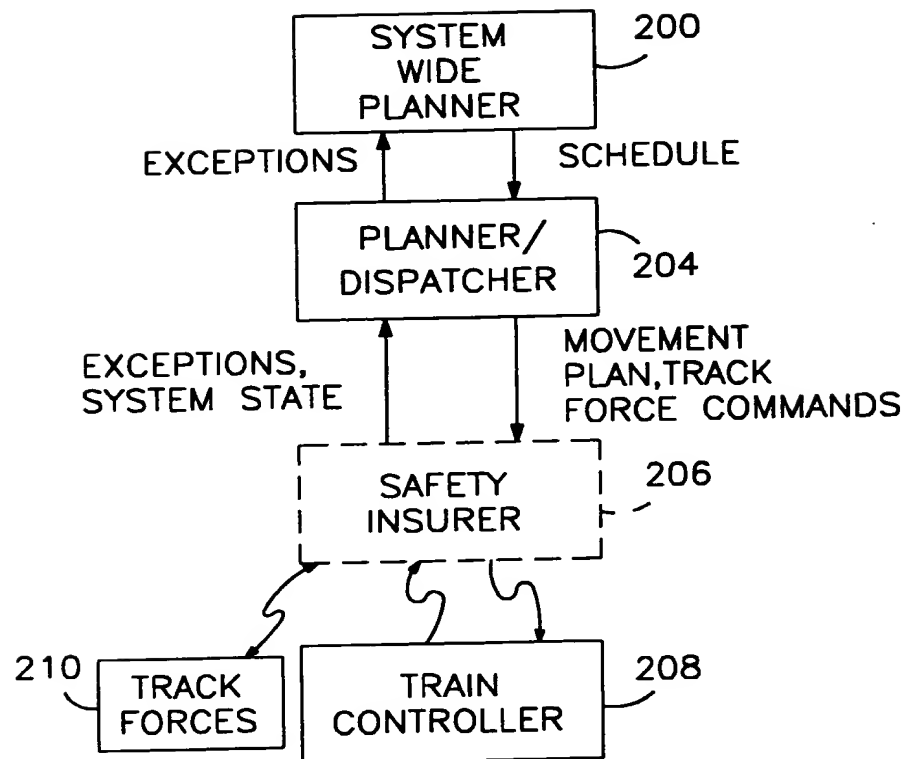 SYSTEM
WIDE
PLANNER
200
EXCEPTIONS
SCHEDULE
PLANNER/
DISPATCHER
204
EXCEPTIONS,
SYSTEM STATE
MOVEMENT
PLAN,TRACK
FORCE COMMANDS
SAFETY
INSURER
206
210
TRACK
FORCES
TRAIN
CONTROLLER
208